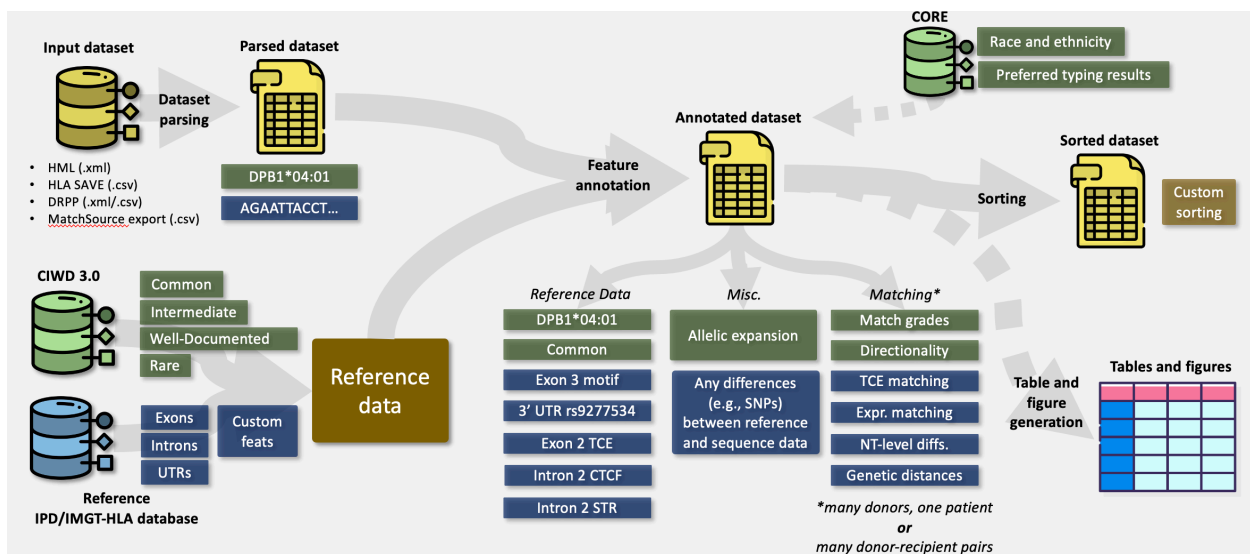 Input dataset
Dataset
parsing
• HML (.xml)
• HLA SAVE (.csv)
• DRPP (.xml/.csv)
• MatchSource export (.csv)
Parsed dataset
DPB1*04:01
AGAATTACCT...
Feature
annotation
CORE
Race and ethnicity
Preferred typing results
Annotated dataset
Sorting
Sorted dataset
Custom
sorting
CIWD 3.0
Common
Intermediate
Well-Documented
Rare
Exons
Introns
UTRs
Custom
feats
Reference
IPD/IMGT-HLA database
Reference
data
Reference Data
DPB1*04:01
Common
Exon 3 motif
3’ UTR rs9277534
Exon 2 TCE
Intron 2 CTCF
Intron 2 STR
Misc.
Allelic expansion
Any differences
(e.g., SNPs)
between reference
and sequence data
Matching*
Match grades
Directionality
TCE matching
Expr. matching
NT-level diffs.
Genetic distances
*many donors, one patient
or
many donor-recipient pairs
Table and
figure
generation
Tables and figures